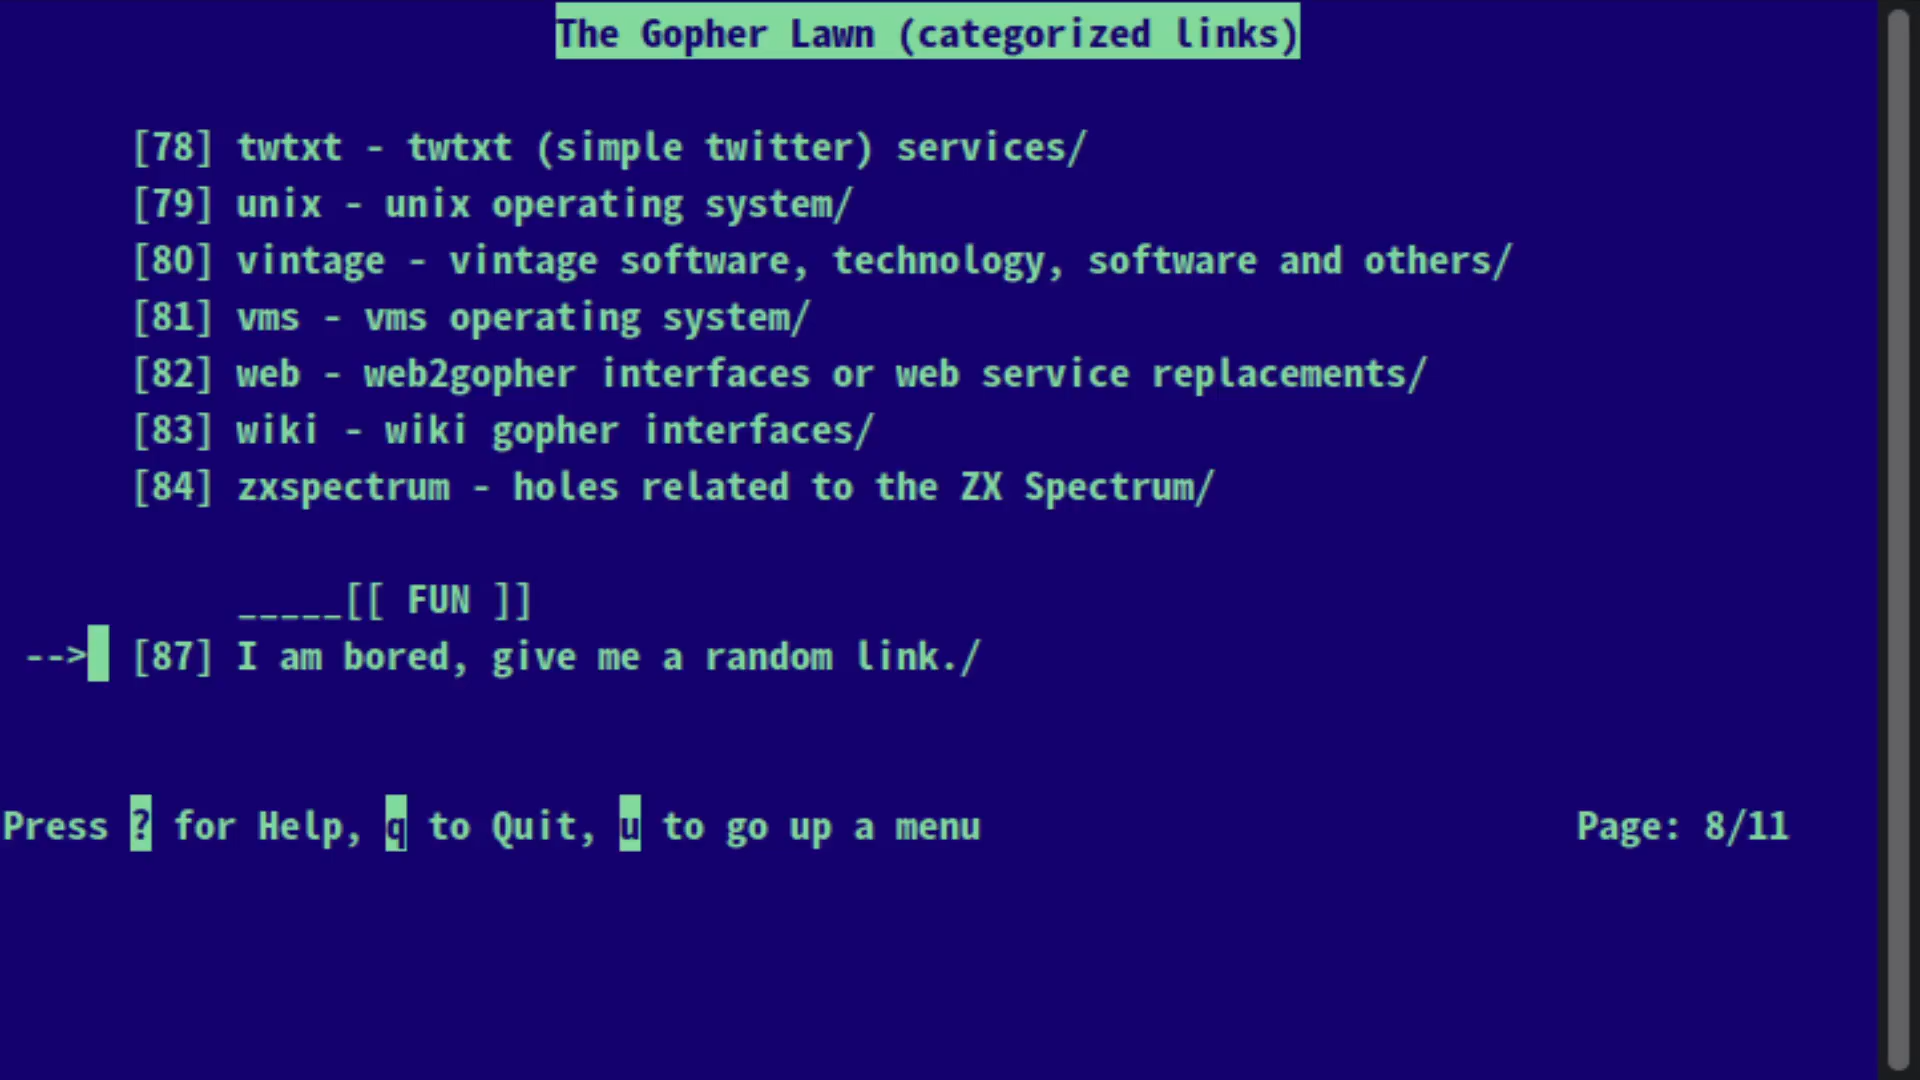 The Gopher Lawn (categorized links)
[78] twtxt - twtxt (simple twitter) services/
[79] unix - unix operating system/
[80] vintage - vintage software, technology, software and others/
[81] vms - vms operating system/
[82] web - web2gopher interfaces or web service replacements/
[83] wiki - wiki gopher interfaces/
[84] zxspectrum - holes related to the ZX Spectrum/
_____[[ FUN ]]
--> [87] I am bored, give me a random link./
Press ? for Help, q to Quit, u to go up a menu Page: 8/11